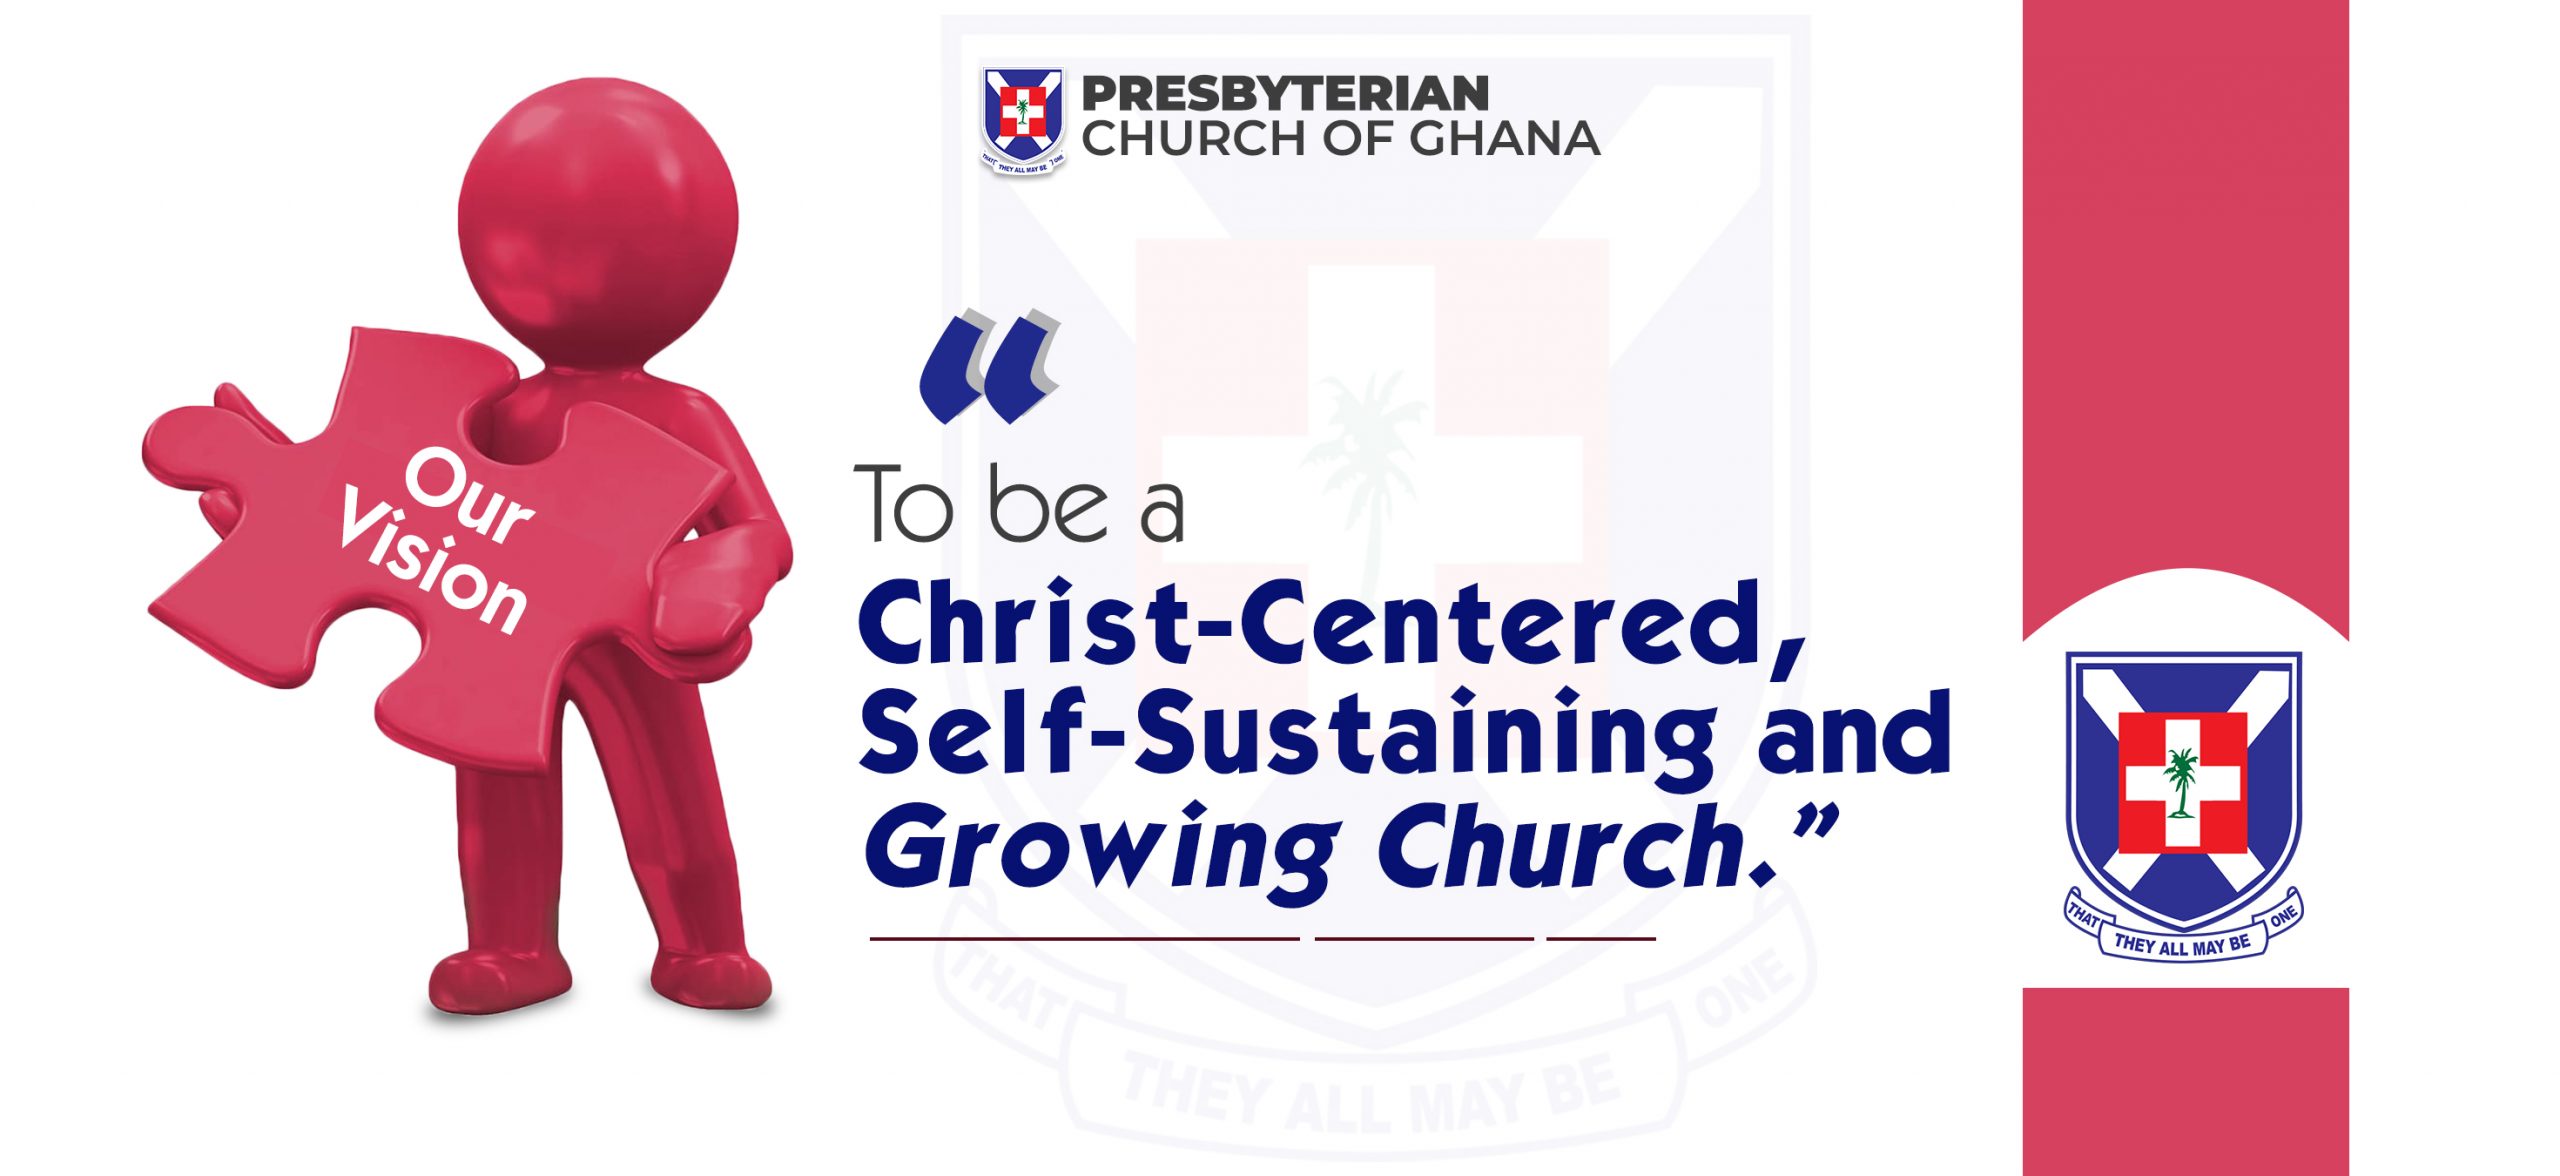 PRESBYTERIAN
CHURCH OF GHANA
THAT THEY ALL MAY BE ONE
Our
Vision
“
To be a
Christ-Centered,
Self-Sustaining and
Growing Church.”
THAT THEY ALL MAY BE ONE
THAT THEY ALL MAY BE ONE